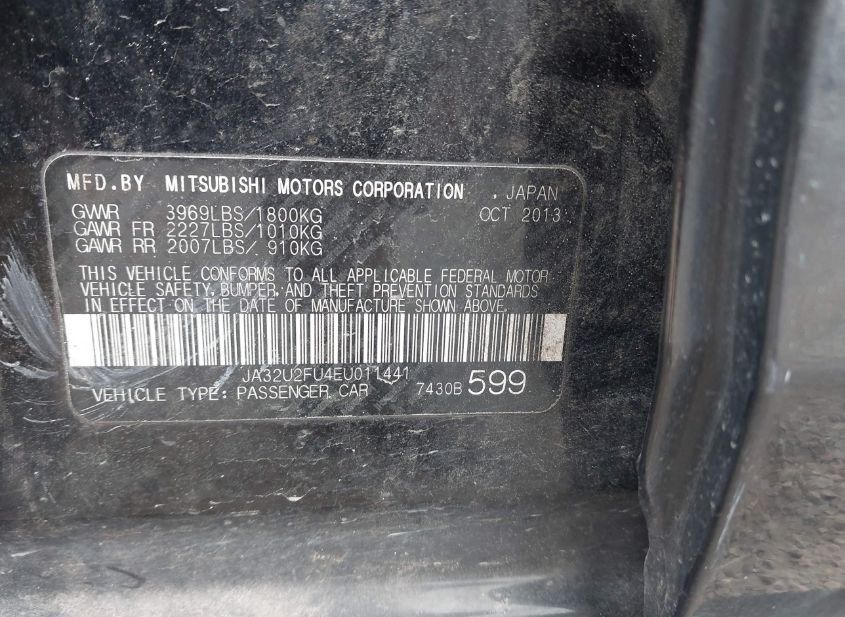 MFD.BY MITSUBISHI MOTORS CORPORATION , JAPAN
GVWR 3969LBS/1800KG OCT 2013
GAWR FR 2227LBS/1010KG
GAWR RR 2007LBS/ 910KG
THIS VEHICLE CONFORMS TO ALL APPLICABLE FEDERAL MOTOR
VEHICLE SAFETY, BUMPER, AND THEFT PREVENTION STANDARDS
IN EFFECT ON THE DATE OF MANUFACTURE SHOWN ABOVE.
JA32U2FU4EU011441
VEHICLE TYPE: PASSENGER CAR 7430B 599